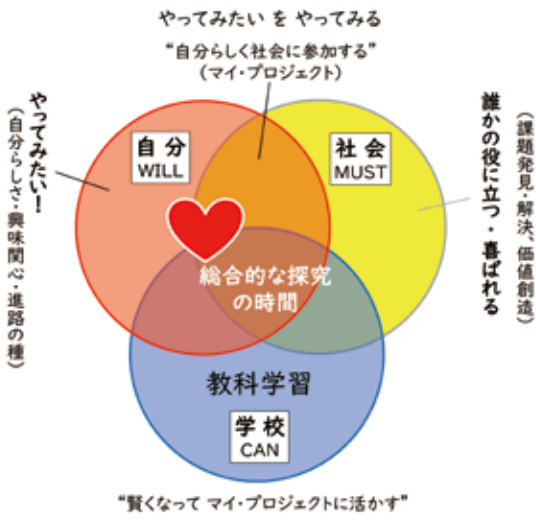 やってみたい を やってみる
“自分らしく社会に参加する”
（マイ・プロジェクト）
やってみたい！
（自分らしさ・興味関心・進路の種）
自分
WILL
社会
MUST
誰かの役に立つ・喜ばれる
（課題発見・解決、価値創造）
総合的な探究
の時間
教科学習
学校
CAN
“賢くなって マイ・プロジェクトに活かす”